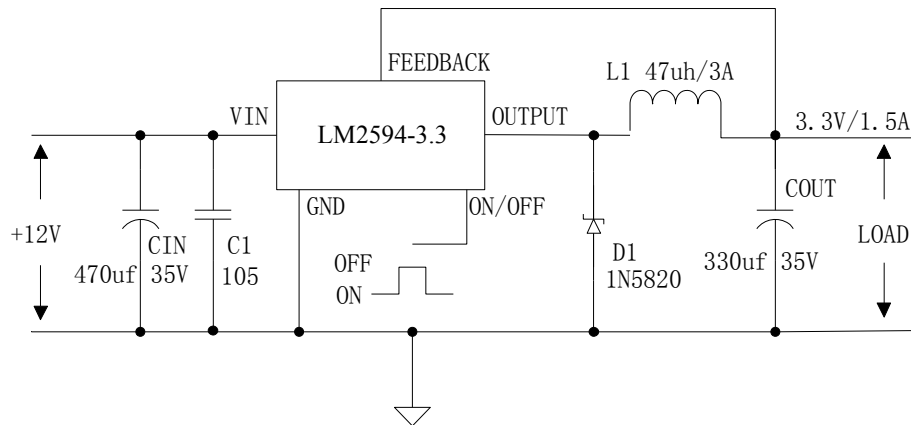 FEEDBACK
L1 47uh/3A
VIN
LM2594-3.3
OUTPUT
3.3V/1.5A
GND
ON/OFF
COUT
+12V
CIN
C1
OFF
D1
LOAD
470uf 35V
105
ON
1N5820
330uf 35V